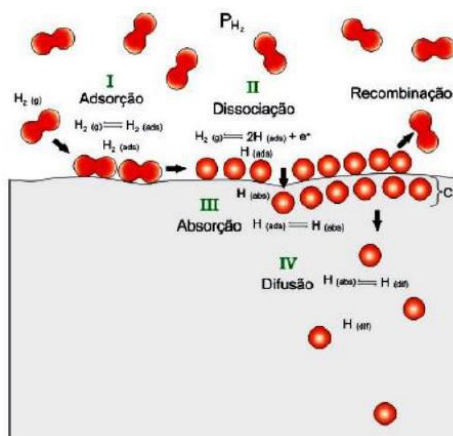 P H₂
I
Adsorção
II
Dissociação
Recombinação
H₂ (g)
H₂ (g) ⇌ H₂ (ads)
H₂ (ads)
H₂ (g) ⇌ 2H (ads) + e⁻
H (ads)
H (abs)
C
III
Absorção
H (ads) ⇌ H (abs)
IV
Difusão
H (abs) ⇌ H (dif)
H (dif)